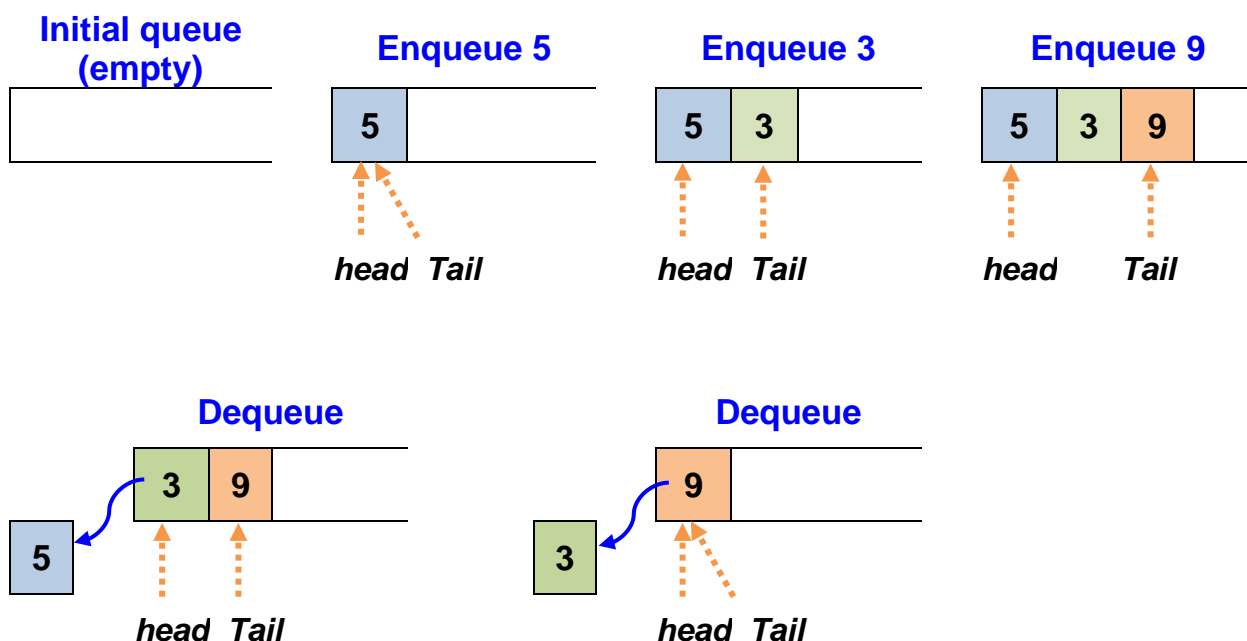 Initial queue
(empty)
Enqueue 5
Enqueue 3
Enqueue 9
5
5 3
5 3 9
head Tail
head Tail
head Tail
Dequeue
Dequeue
3 9
9
5
3
head Tail
head Tail